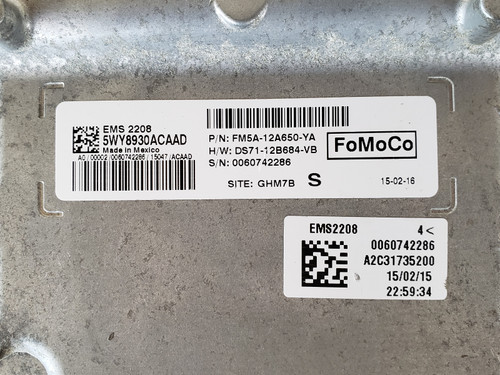 EMS 2208
5WY8930ACAAD
Made in Mexico
A0/00002/0060742286/15047/ACAAD
P/N: FM5A-12A650-YA
H/W: DS71-12B684-VB
S/N: 0060742286
FoMoCo
SITE: GHM7B S
15-02-16
EMS2208 4<
0060742286
A2C31735200
15/02/15
22:59:34